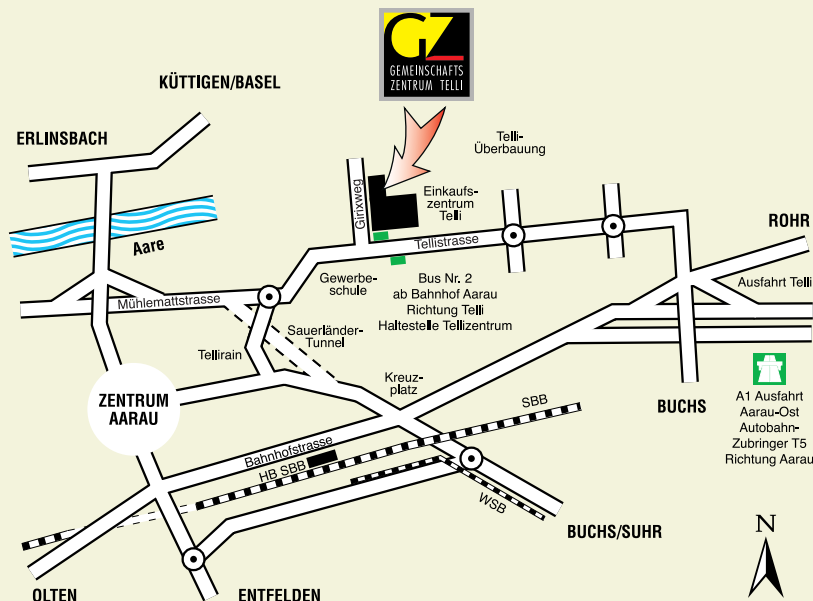 GZ
GEMEINSCHAFTS
ZENTRUM TELLI
KÜTTIGEN/BASEL
ERLINSBACH
Telli-
Überbauung
Girixweg
Einkaufs-
zentrum
Telli
Aare
Tellistrasse
ROHR
Gewerbe-
schule
Bus Nr. 2
ab Bahnhof Aarau
Richtung Telli
Haltestelle Tellizentrum
Ausfahrt Telli
Mühlemattstrasse
Sauerländer-
Tunnel
Tellirain
Kreuz-
platz
ZENTRUM
AARAU
SBB
BUCHS
A1 Ausfahrt
Aarau-Ost
Autobahn-
Zubringer T5
Richtung Aarau
Bahnhofstrasse
HB SBB
WSB
BUCHS/SUHR
N
OLTEN
ENTFELDEN